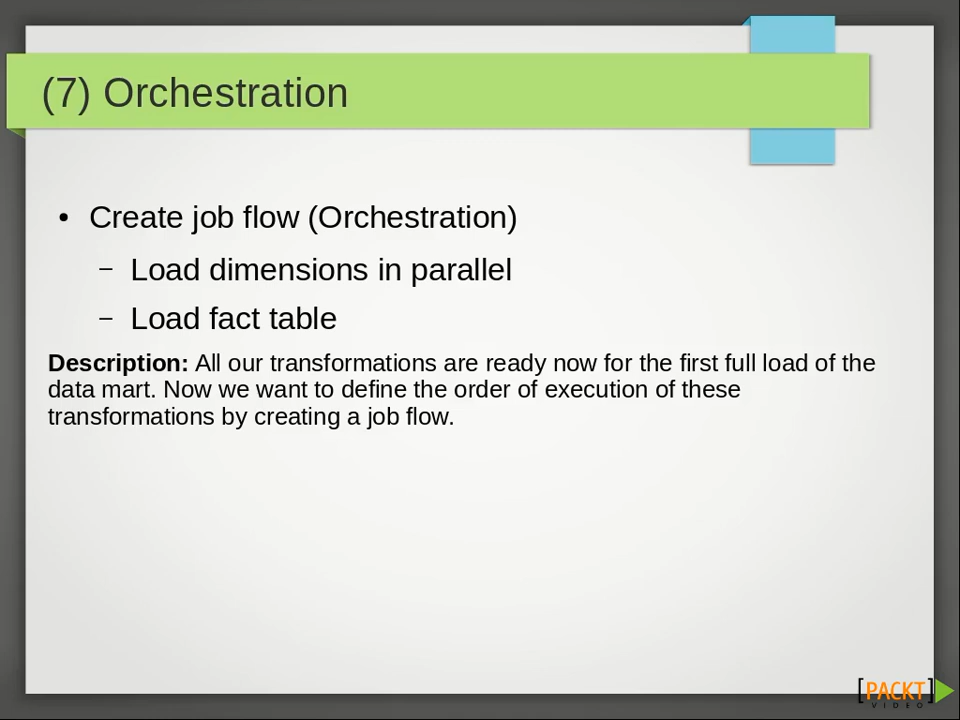 (7) Orchestration
• Create job flow (Orchestration)
– Load dimensions in parallel
– Load fact table
Description: All our transformations are ready now for the first full load of the
data mart. Now we want to define the order of execution of these
transformations by creating a job flow.
[PACKT]
VIDEO